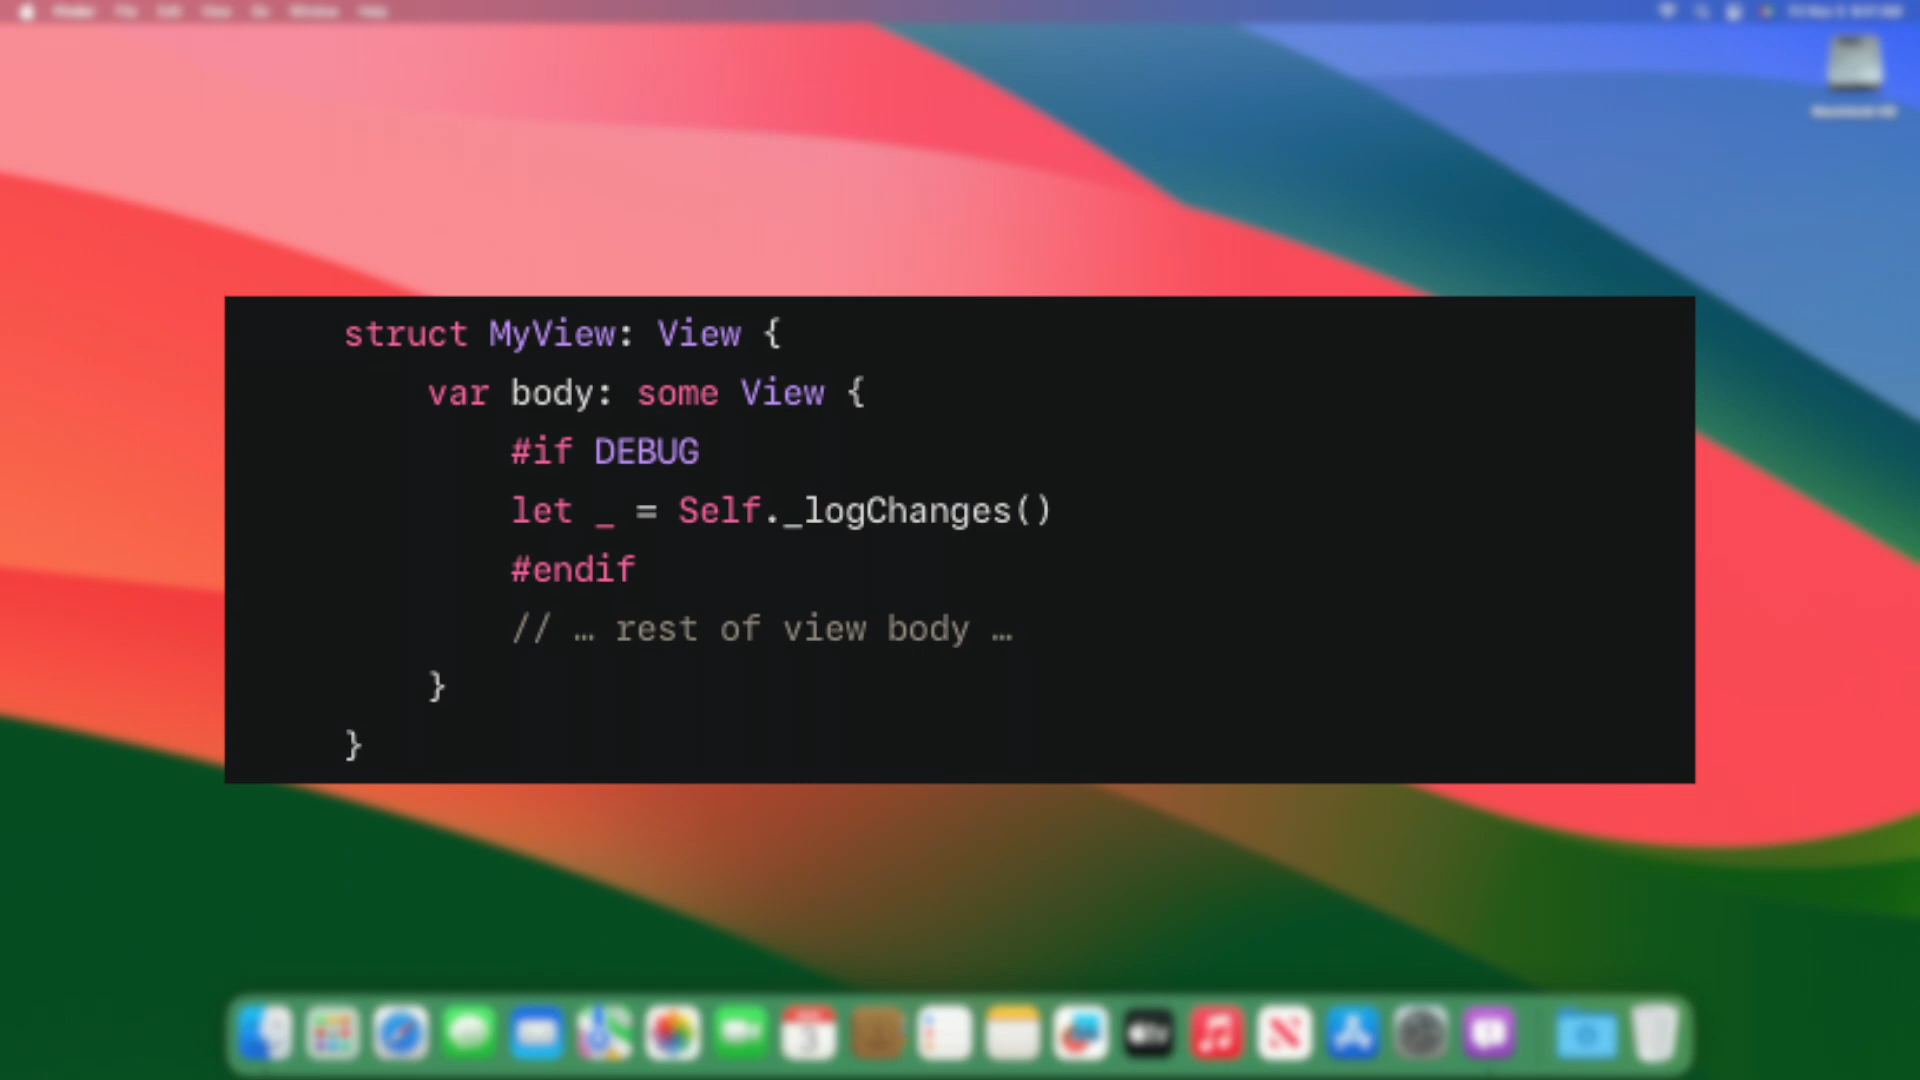 struct MyView: View {
var body: some View {
#if DEBUG
let _ = Self._logChanges()
#endif
// … rest of view body …
}
}